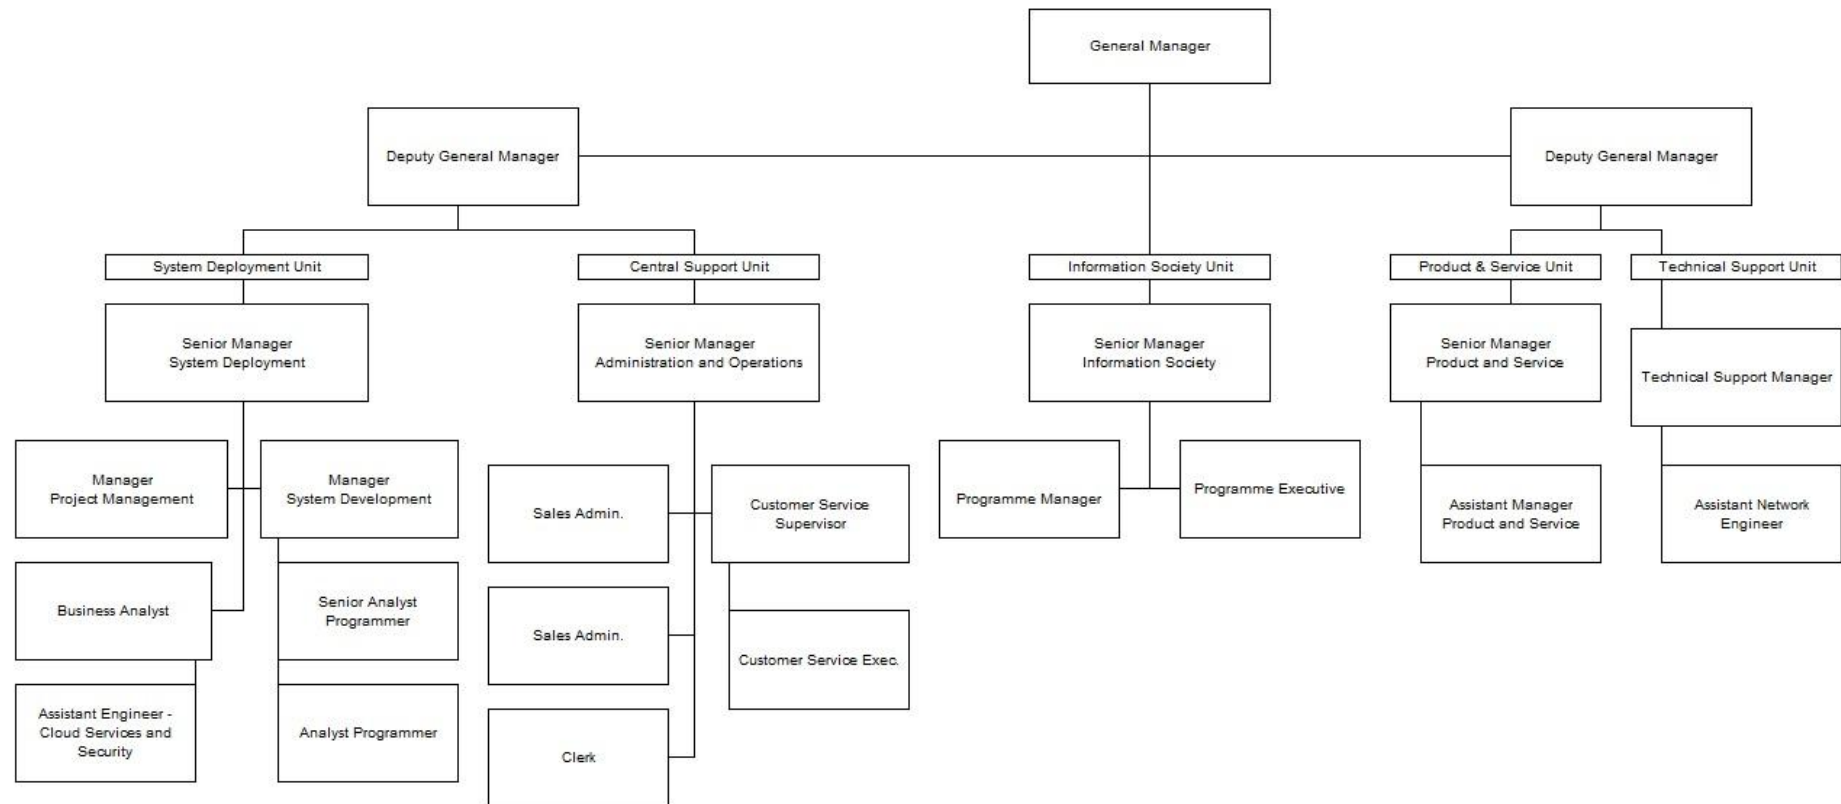 General Manager
Deputy General Manager
Deputy General Manager
System Deployment Unit
Central Support Unit
Information Society Unit
Product & Service Unit
Technical Support Unit
Senior Manager
System Deployment
Senior Manager
Administration and Operations
Senior Manager
Information Society
Senior Manager
Product and Service
Technical Support Manager
Manager
Project Management
Manager
System Development
Sales Admin.
Customer Service
Supervisor
Programme Manager
Programme Executive
Assistant Manager
Product and Service
Assistant Network
Engineer
Business Analyst
Senior Analyst
Programmer
Sales Admin.
Customer Service Exec.
Assistant Engineer -
Cloud Services and
Security
Analyst Programmer
Clerk